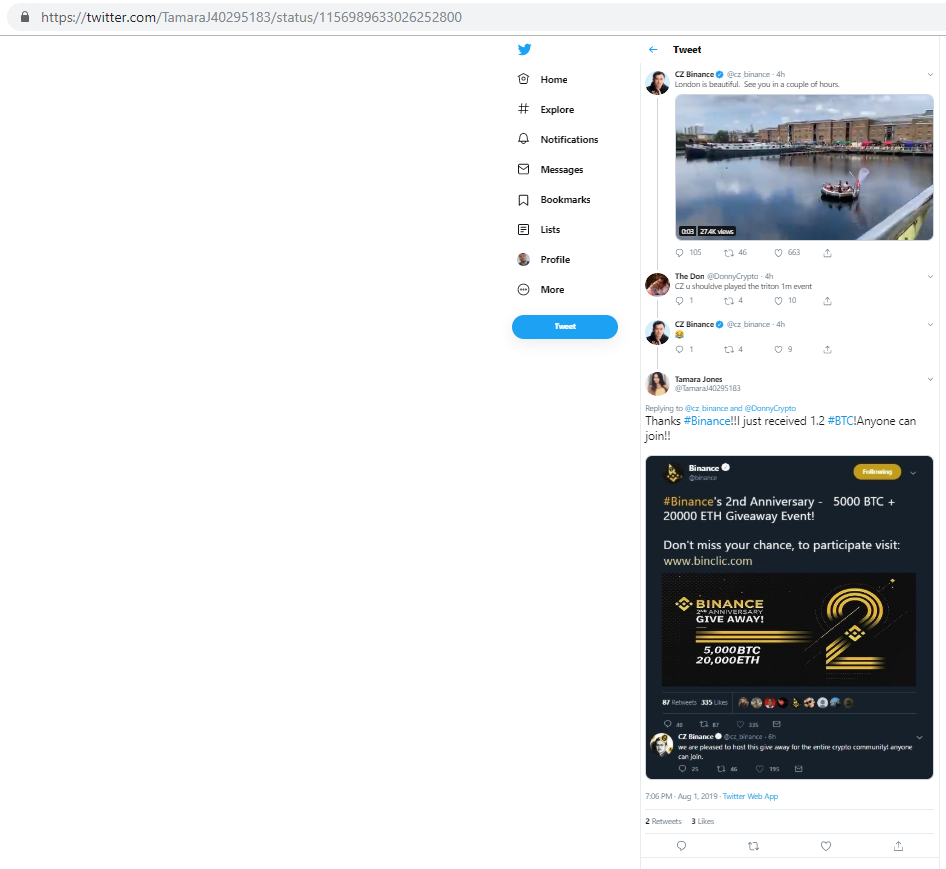 https://twitter.com/TamaraJ40295183/status/1156989633026252800
Home
Explore
Notifications
Messages
Bookmarks
Lists
Profile
More
Tweet
Tweet
CZ Binance @cz_binance · 4h
London is beautiful. See you in a couple of hours.
0:03 27.4K views
105 46 663
The Don @DonnyCrypto · 4h
CZ u shouldve played the triton 1m event
1 4 10
CZ Binance @cz_binance · 4h
😂
1 4 9
Tamara Jones
@TamaraJ40295183
Replying to @cz_binance and @DonnyCrypto
Thanks #Binance!!I just received 1.2 #BTC!Anyone can
join!!
Binance
@binance
Following
#Binance's 2nd Anniversary - 5000 BTC +
20000 ETH Giveaway Event!
Don't miss your chance, to participate visit:
www.binclic.com
BINANCE
2ND ANNIVERSARY
GIVE AWAY!
5,000BTC
20,000ETH
2
87 Retweets 335 Likes
40 87 335
CZ Binance @cz_binance · 6h
we are pleased to host this give away for the entire crypto community! anyone
can join.
25 46 195
7:06 PM · Aug 1, 2019 · Twitter Web App
2 Retweets 3 Likes